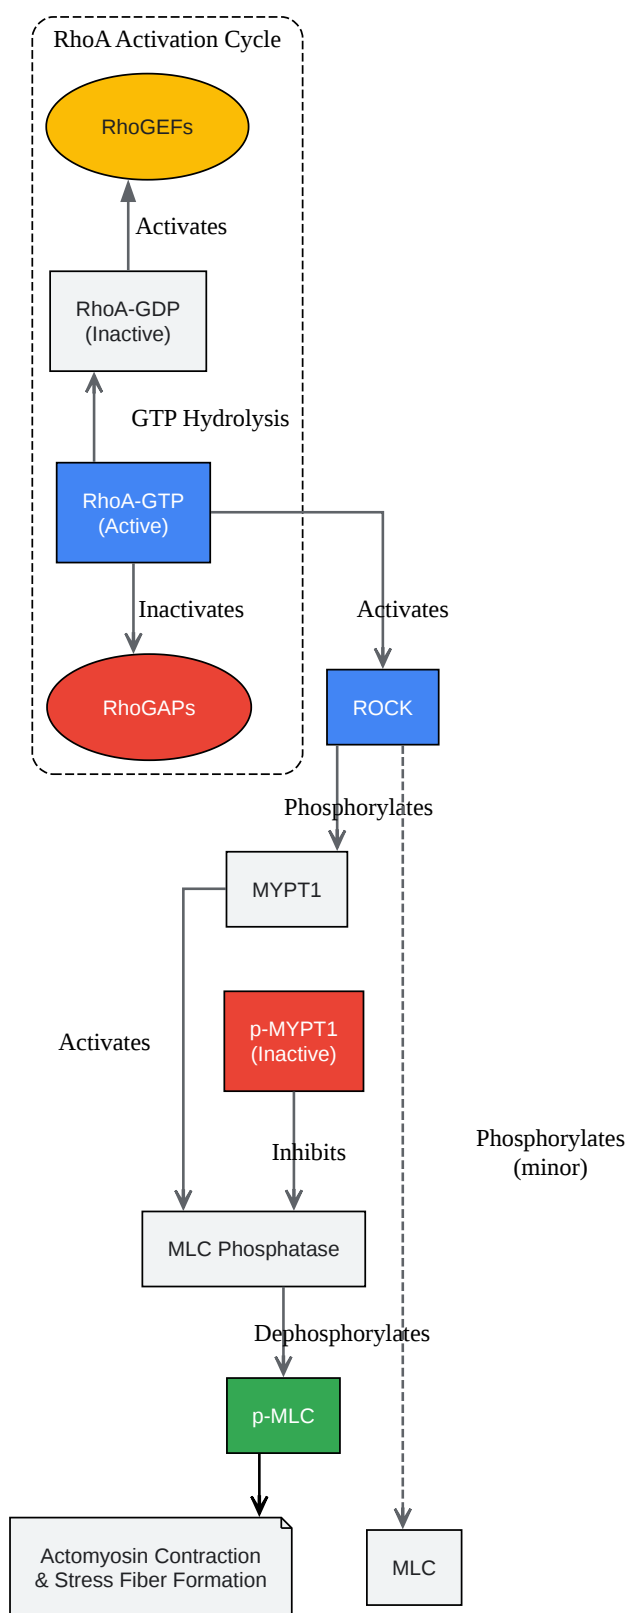 RhoA Activation Cycle
RhoGEFs
Activates
RhoA-GDP
(Inactive)
GTP Hydrolysis
RhoA-GTP
(Active)
Inactivates
Activates
RhoGAPs
ROCK
Phosphorylates
MYPT1
p-MYPT1
(Inactive)
Activates
Inhibits
Phosphorylates
(minor)
MLC Phosphatase
Dephosphorylates
p-MLC
Actomyosin Contraction
& Stress Fiber Formation
MLC